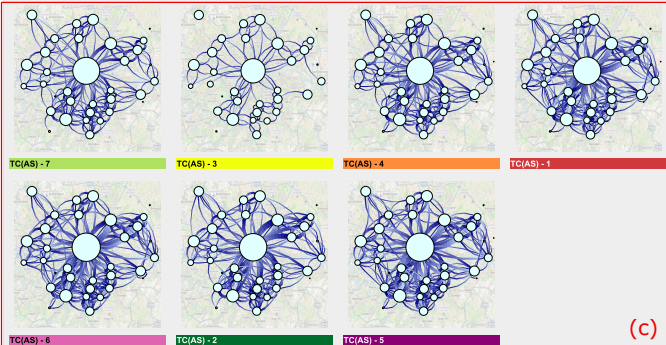 TC(AS) - 7
TC(AS) - 3
TC(AS) - 4
TC(AS) - 1
TC(AS) - 6
TC(AS) - 2
TC(AS) - 5
(c)